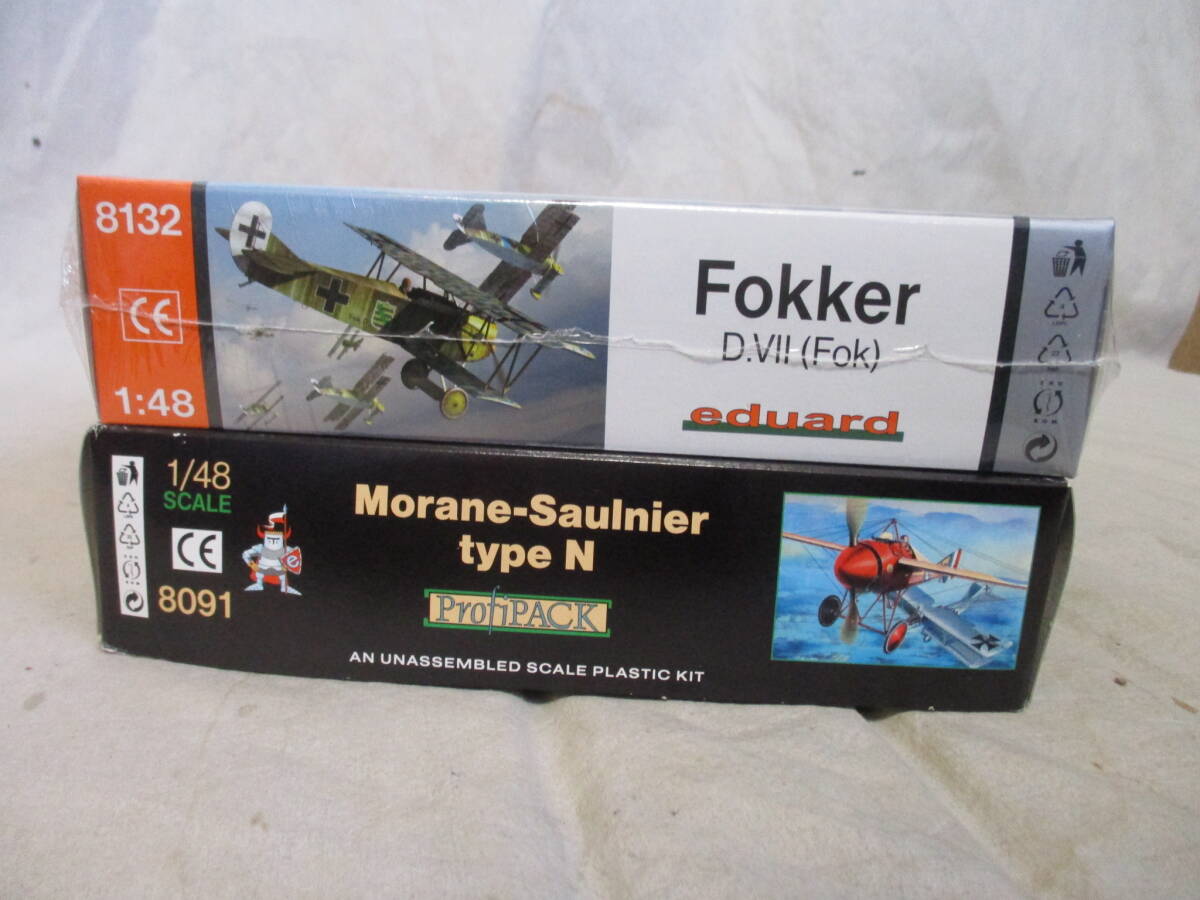 8132
CE
1:48
Fokker
D.VII (Fok)
eduard
1/48
SCALE
CE
8091
Morane-Saulnier
type N
ProfiPACK
AN UNASSEMBLED SCALE PLASTIC KIT